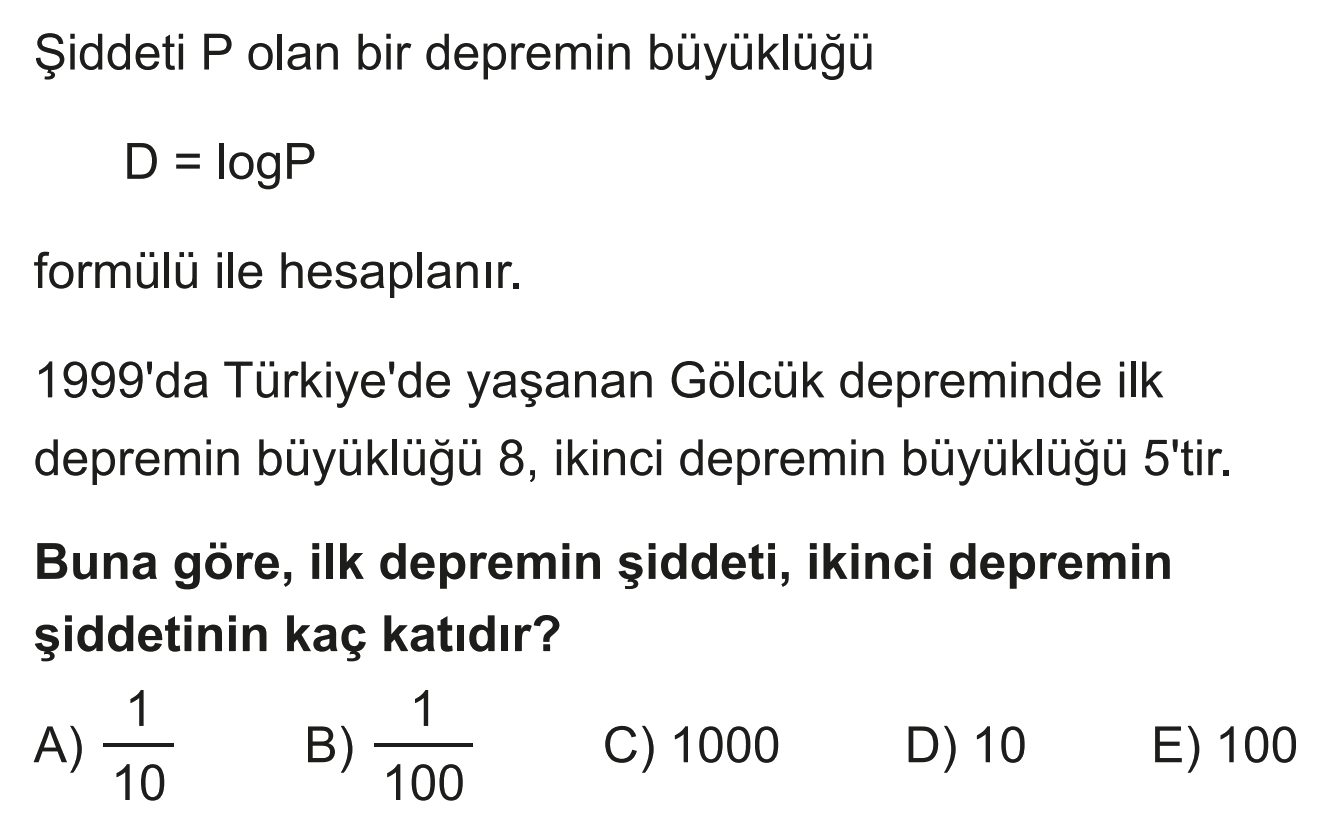 Şiddeti P olan bir depremin büyüklüğü
D = logP
formülü ile hesaplanır.
1999'da Türkiye'de yaşanan Gölcük depreminde ilk
depremin büyüklüğü 8, ikinci depremin büyüklüğü 5'tir.
Buna göre, ilk depremin şiddeti, ikinci depremin
şiddetinin kaç katıdır?
A) 1/10 B) 1/100 C) 1000 D) 10 E) 100